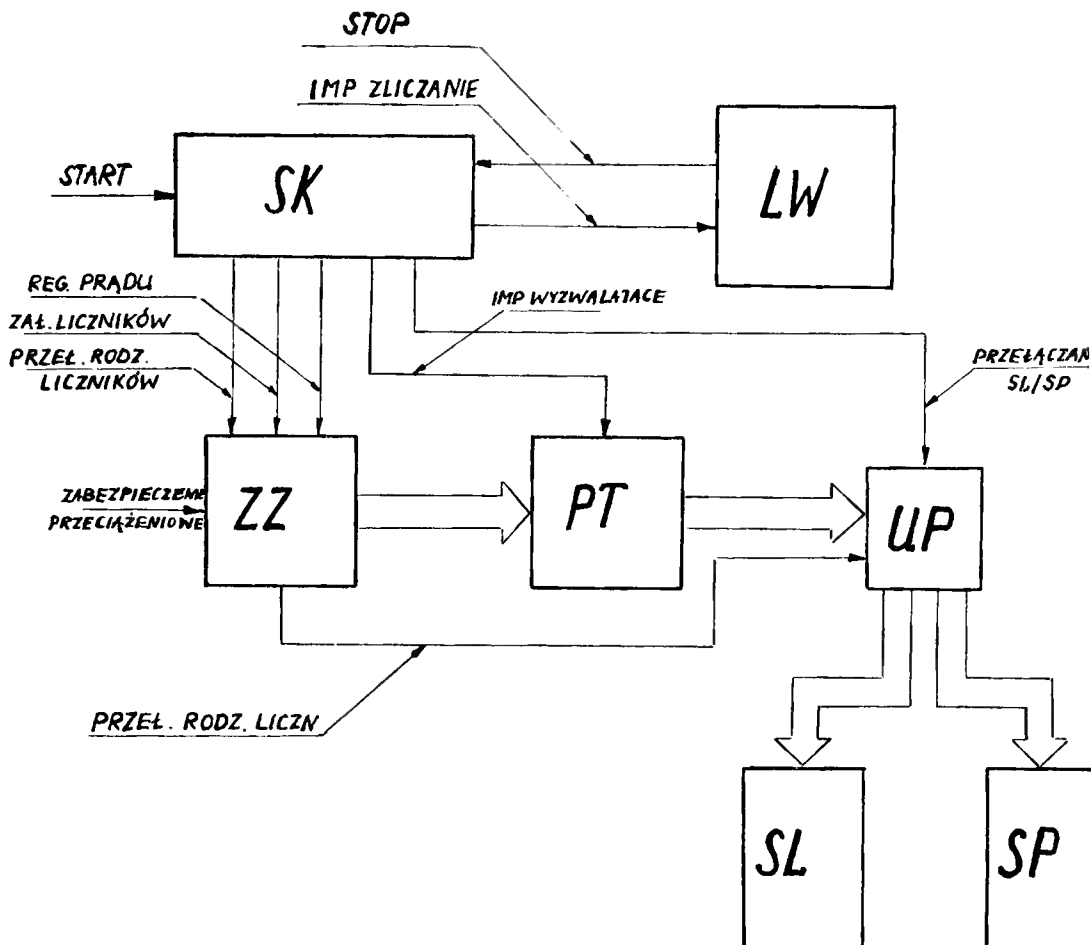 STOP
IMP ZLICZANIE
START
SK
LW
REG. PRĄDU
ZAŁ. LICZNIKÓW
PRZEŁ. RODZ.
LICZNIKÓW
IMP WYZWALAJACE
PRZEŁĄCZAN
SL/SP
ZABEZPIECZENIE
PRZECIĄŻENIOWE
ZZ
PT
UP
PRZEŁ. RODZ. LICZN
SL
SP